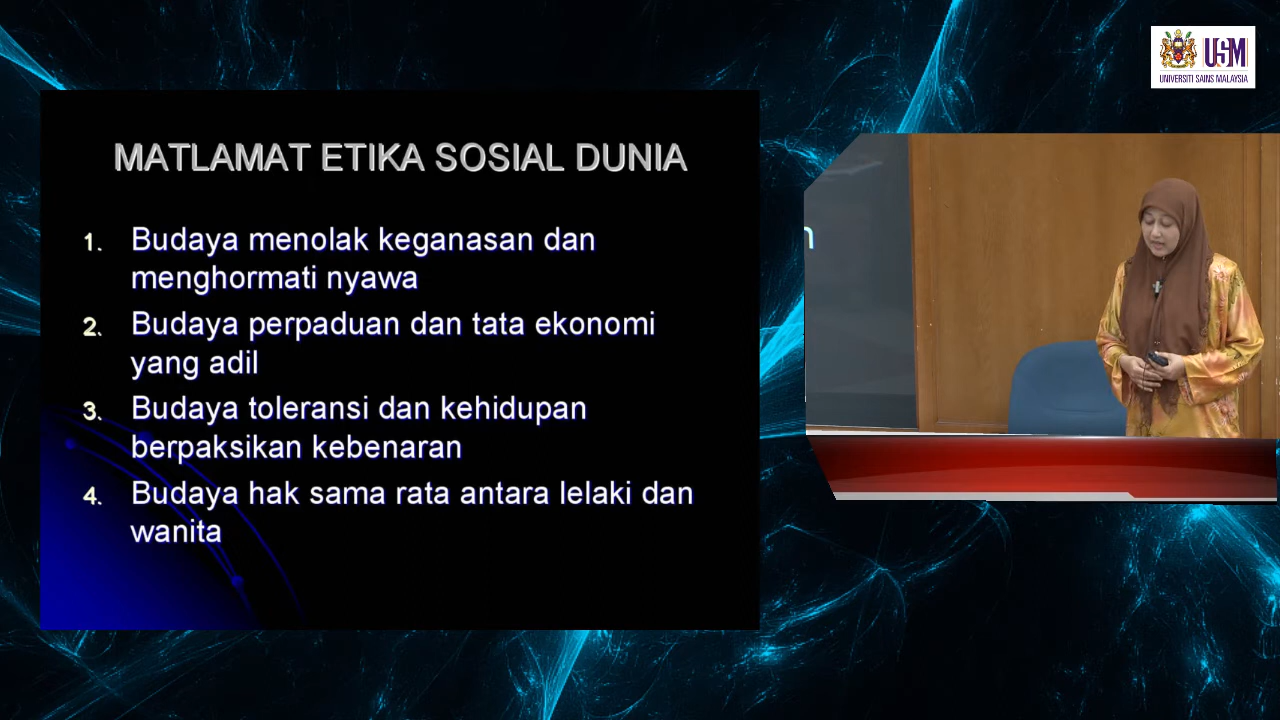 USM
UNIVERSITI SAINS MALAYSIA
MATLAMAT ETIKA SOSIAL DUNIA
1. Budaya menolak keganasan dan
menghormati nyawa
2. Budaya perpaduan dan tata ekonomi
yang adil
3. Budaya toleransi dan kehidupan
berpaksikan kebenaran
4. Budaya hak sama rata antara lelaki dan
wanita
n